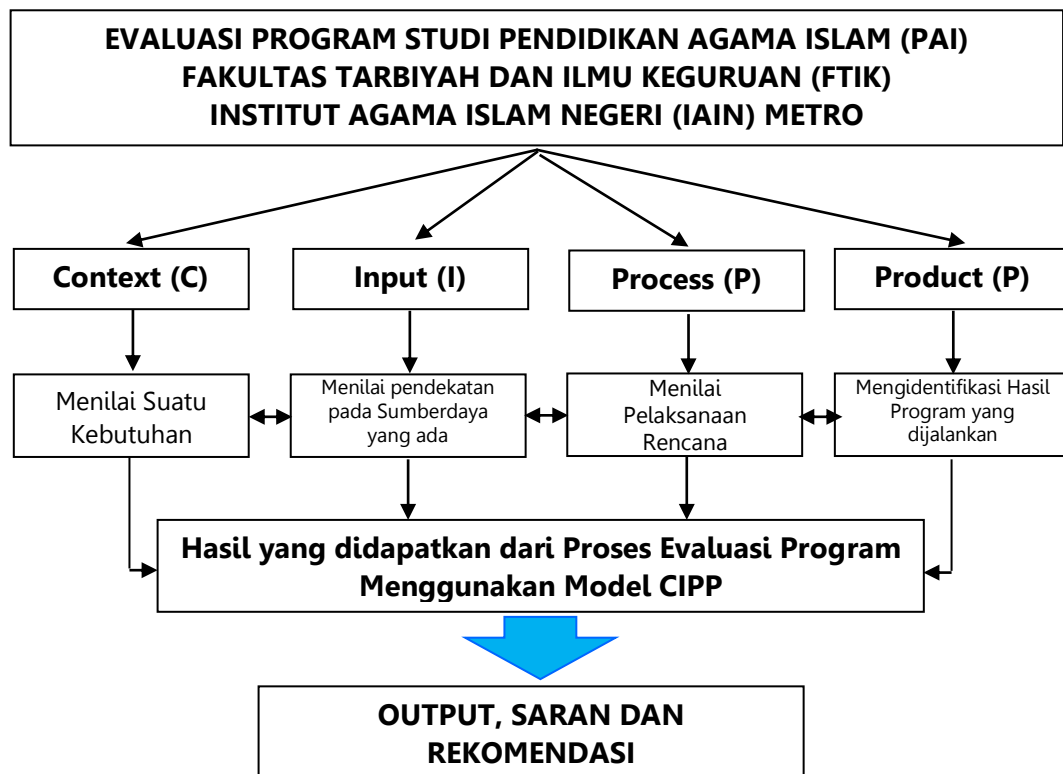 EVALUASI PROGRAM STUDI PENDIDIKAN AGAMA ISLAM (PAI)
FAKULTAS TARBIYAH DAN ILMU KEGURUAN (FTIK)
INSTITUT AGAMA ISLAM NEGERI (IAIN) METRO
Context (C)
Input (I)
Process (P)
Product (P)
Menilai Suatu
Kebutuhan
Menilai pendekatan
pada Sumberdaya
yang ada
Menilai
Pelaksanaan
Rencana
Mengidentifikasi Hasil
Program yang
dijalankan
Hasil yang didapatkan dari Proses Evaluasi Program
Menggunakan Model CIPP
OUTPUT, SARAN DAN
REKOMENDASI